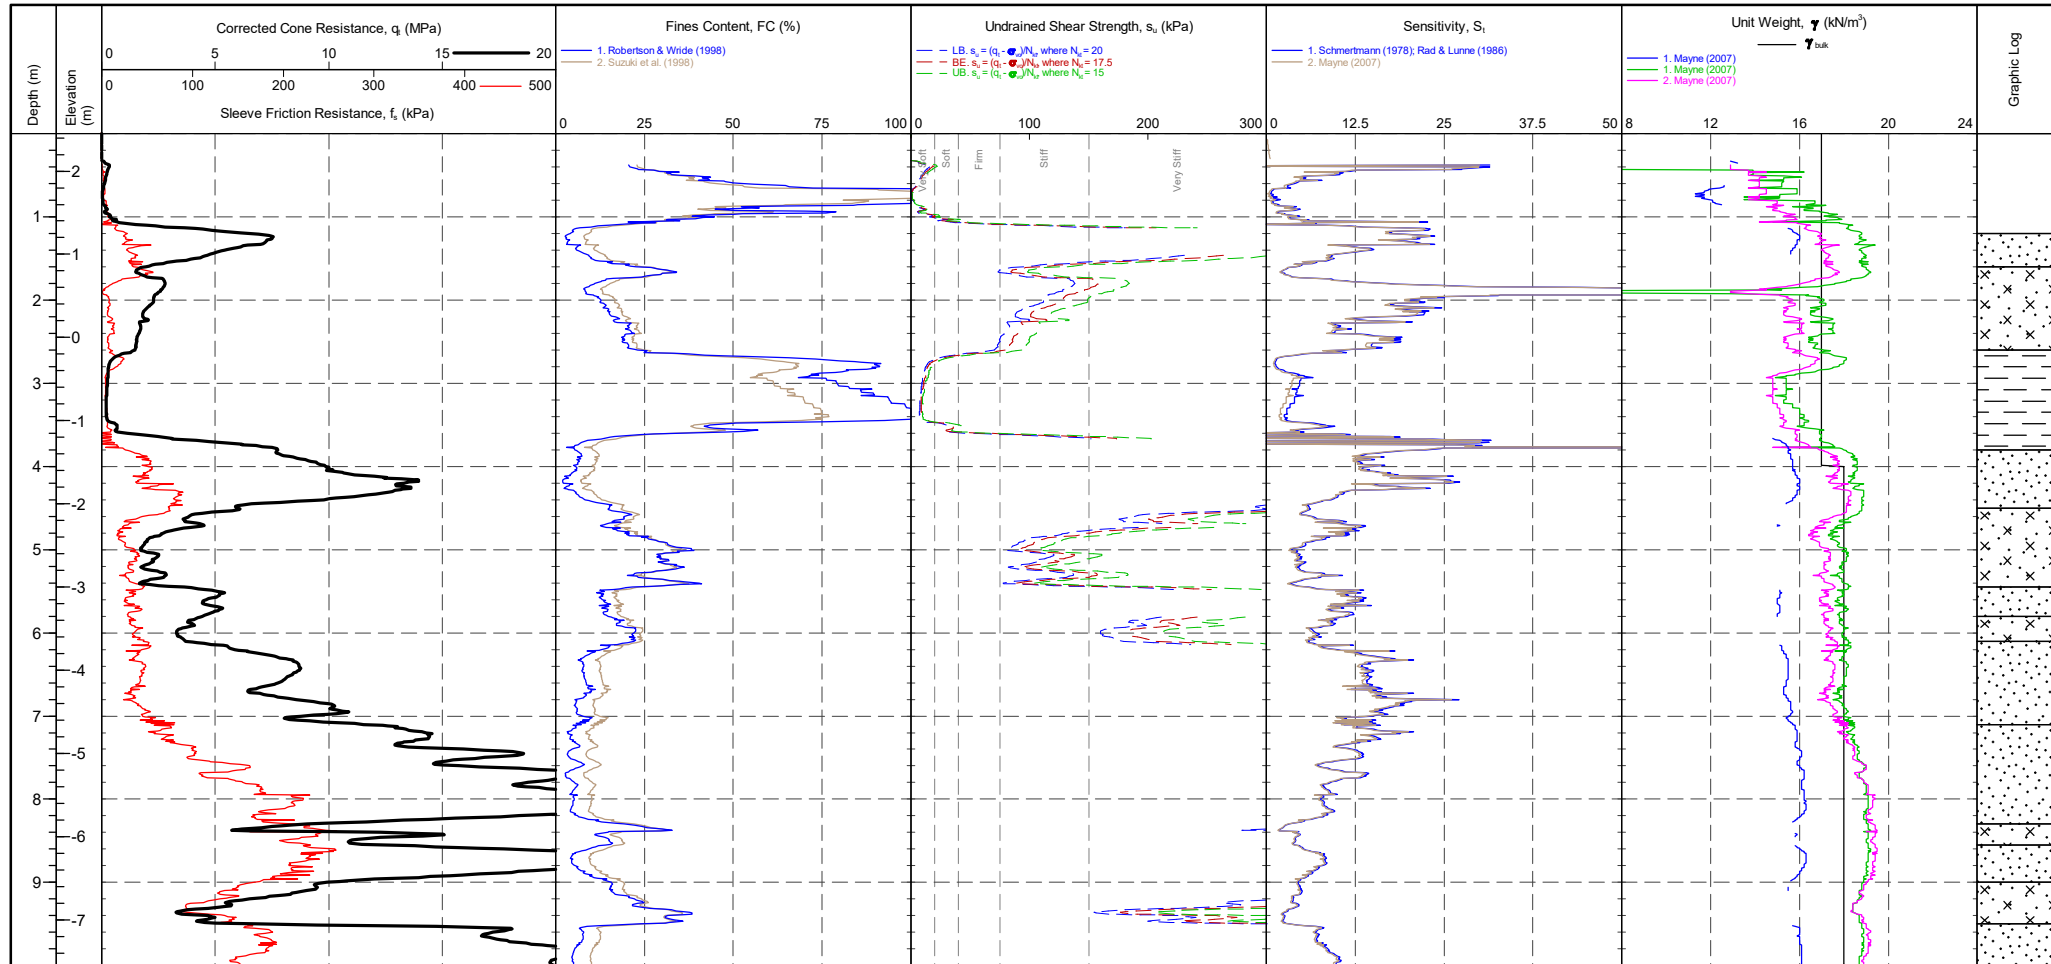 Corrected Cone Resistance, qt (MPa)
0 5 10 15 20
0 100 200 300 400 500
Sleeve Friction Resistance, fs (kPa)
Depth (m)
Elevation (m)
Fines Content, FC (%)
1. Robertson & Wride (1998)
2. Suzuki et al. (1998)
0 25 50 75 100
Undrained Shear Strength, su (kPa)
LB. su = (qt - σvo)/Nkt where Nkt = 20
BE. su = (qt - σvo)/Nkt where Nkt = 17.5
UB. su = (qt - σvo)/Nkt where Nkt = 15
0 100 200 300
Very Soft
Soft
Firm
Stiff
Very Stiff
Sensitivity, St
1. Schmertmann (1978); Rad & Lunne (1986)
2. Mayne (2007)
0 12.5 25 37.5 50
Unit Weight, γ (kN/m3)
γbulk
1. Mayne (2007)
1. Mayne (2007)
2. Mayne (2007)
8 12 16 20 24
Graphic Log
2
1
1
2
0
3
-1
4
-2
5
-3
6
-4
7
-5
8
-6
9
-7